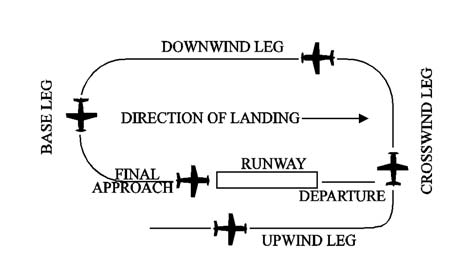 DOWNWIND LEG
BASE LEG
DIRECTION OF LANDING
CROSSWIND LEG
FINAL
APPROACH
RUNWAY
DEPARTURE
UPWIND LEG